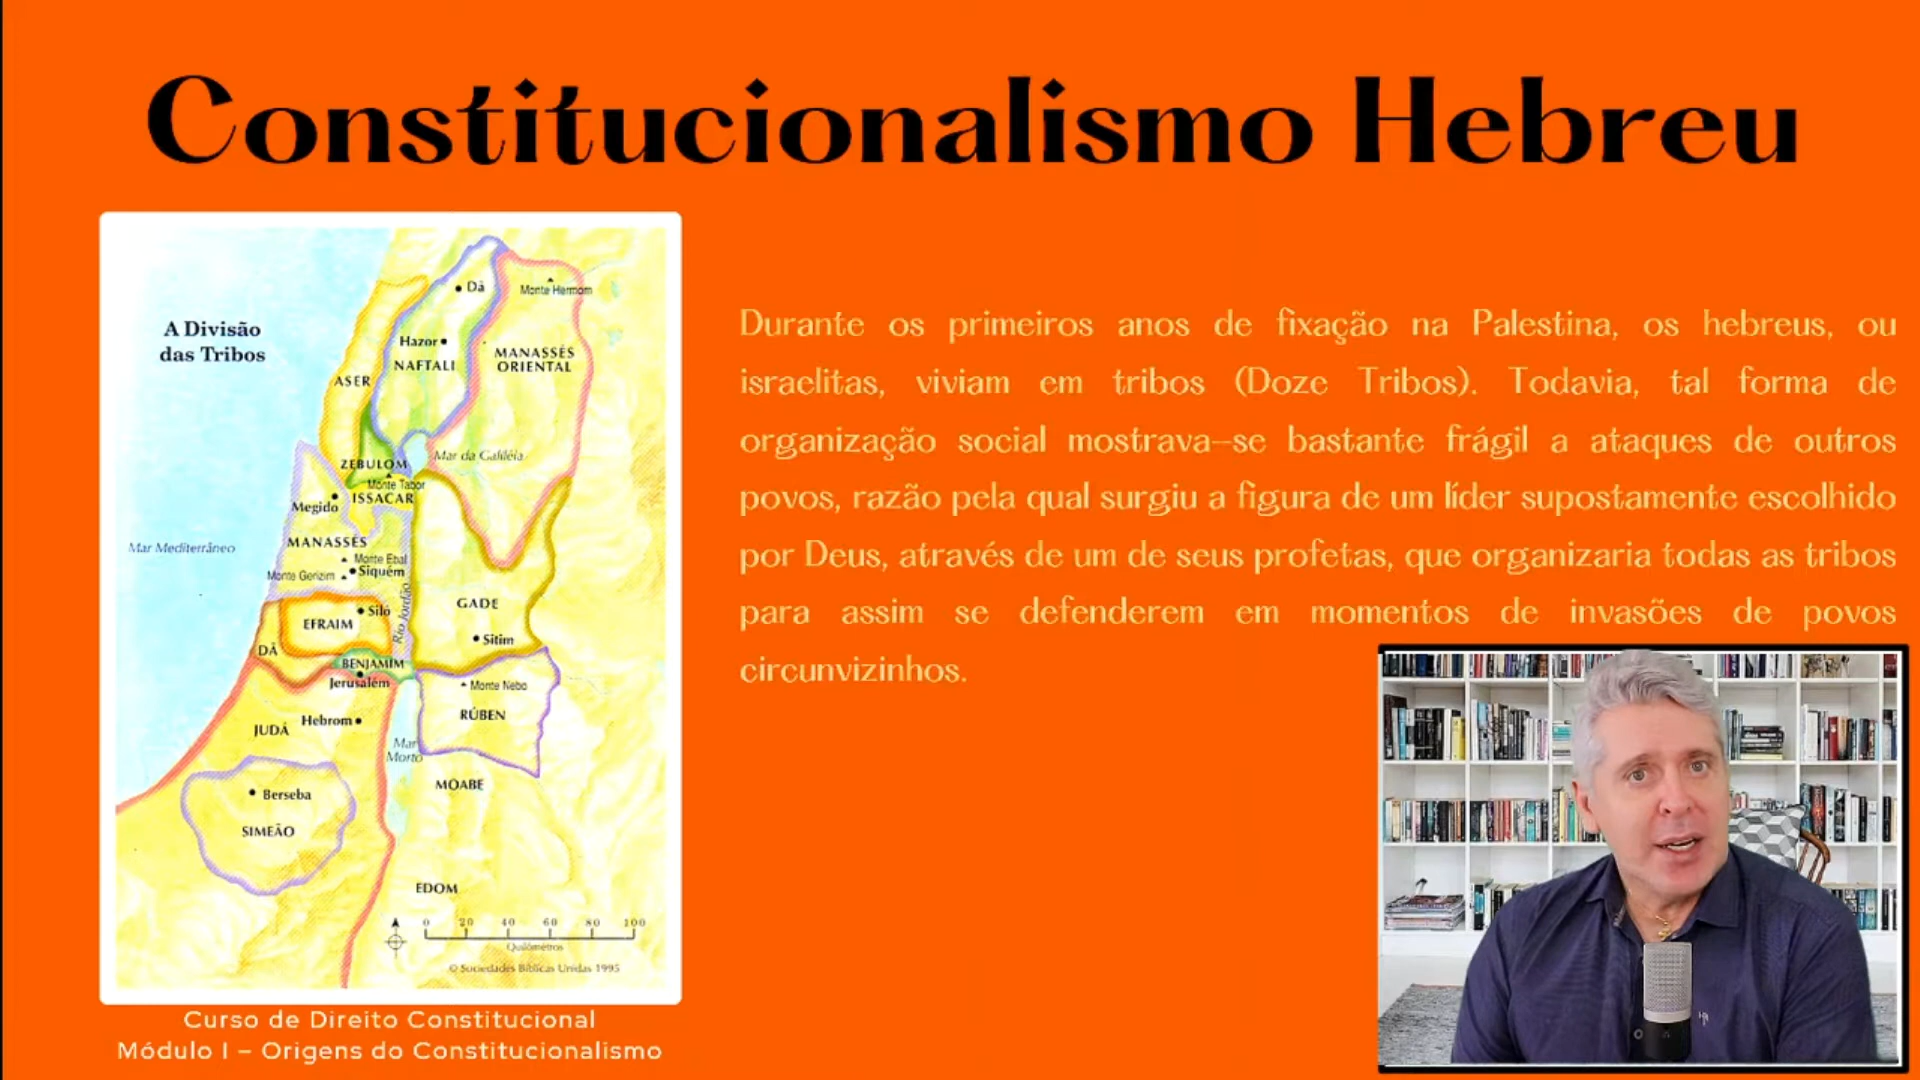 Constitucionalismo Hebreu
A Divisão
das Tribos
Dã
Monte Hermom
Hazor
NAFTALI
MANASSÉS
ORIENTAL
ASER
Mar da Galiléia
ZEBULOM
Monte Tabor
ISSACAR
Megido
MANASSÉS
Mar Mediterrâneo
Monte Ebal
Monte Gerizim
Siquém
Siló
EFRAIM
Rio Jordão
GADE
Sitim
DÃ
BENJAMIM
Jerusalém
Monte Nebo
RÚBEN
Hebrom
JUDÁ
Mar
Morto
MOABE
Berseba
SIMEÃO
EDOM
0 20 40 60 80 100
Quilômetros
© Sociedades Bíblicas Unidas 1995
Durante os primeiros anos de fixação na Palestina, os hebreus, ou
israelitas, viviam em tribos (Doze Tribos). Todavia, tal forma de
organização social mostrava-se bastante frágil a ataques de outros
povos, razão pela qual surgiu a figura de um líder supostamente escolhido
por Deus, através de um de seus profetas, que organizaria todas as tribos
para assim se defenderem em momentos de invasões de povos
circunvizinhos.
Curso de Direito Constitucional
Módulo I – Origens do Constitucionalismo